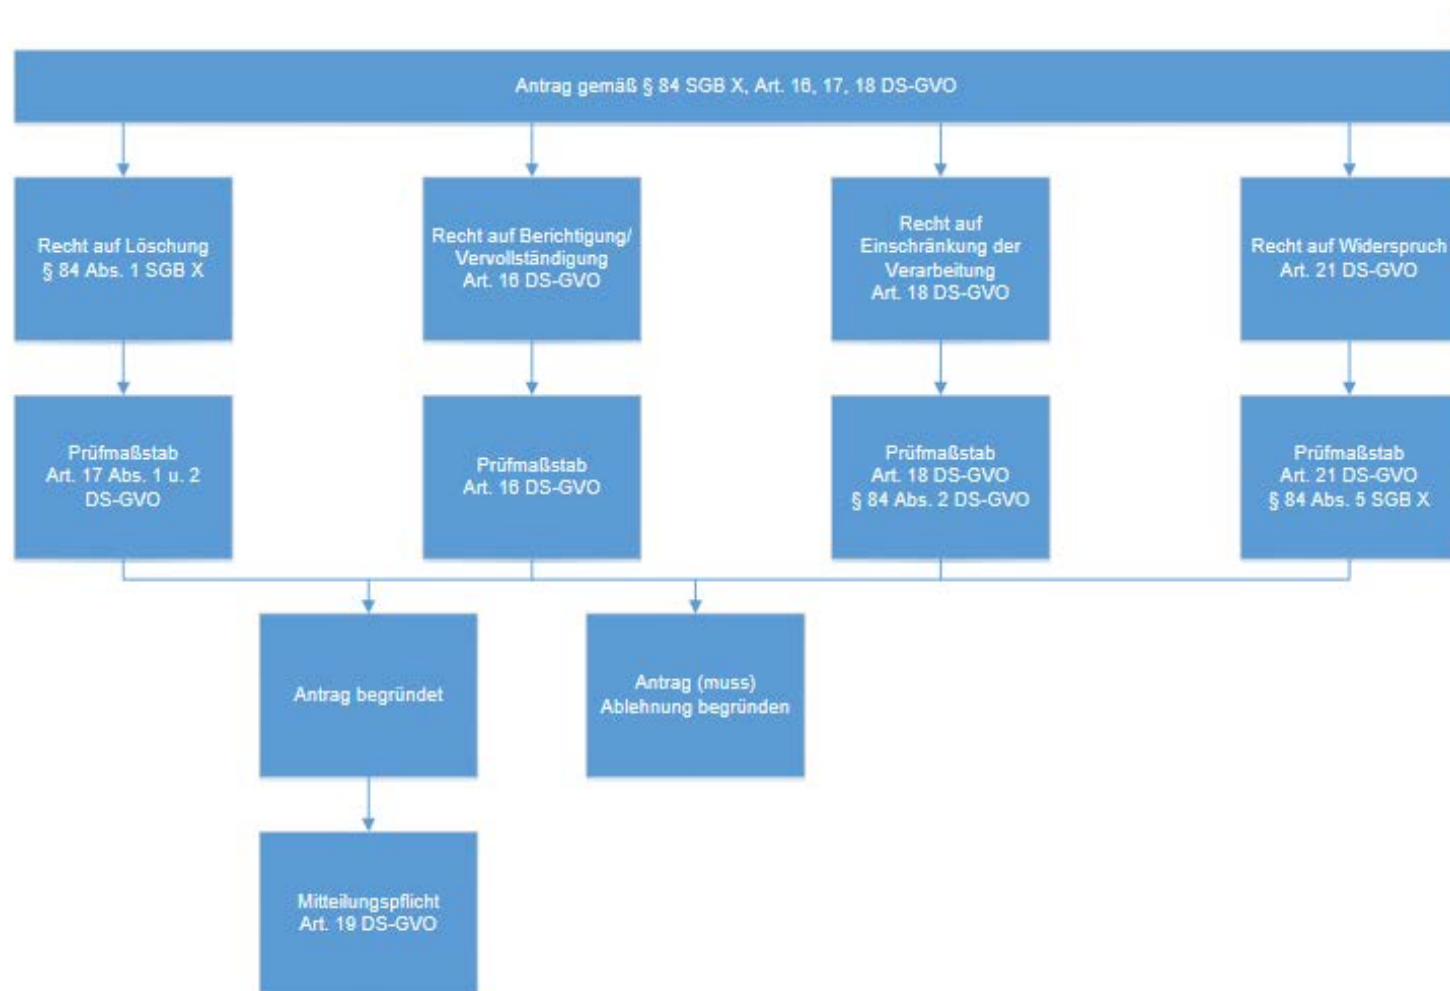 Antrag gemäß § 84 SGB X, Art. 16, 17, 18 DS-GVO
Recht auf Löschung
§ 84 Abs. 1 SGB X
Recht auf Berichtigung/
Vervollständigung
Art. 16 DS-GVO
Recht auf
Einschränkung der
Verarbeitung
Art. 18 DS-GVO
Recht auf Widerspruch
Art. 21 DS-GVO
Prüfmaßstab
Art. 17 Abs. 1 u. 2
DS-GVO
Prüfmaßstab
Art. 16 DS-GVO
Prüfmaßstab
Art. 18 DS-GVO
§ 84 Abs. 2 DS-GVO
Prüfmaßstab
Art. 21 DS-GVO
§ 84 Abs. 5 SGB X
Antrag begründet
Antrag (muss)
Ablehnung begründen
Mitteilungspflicht
Art. 19 DS-GVO